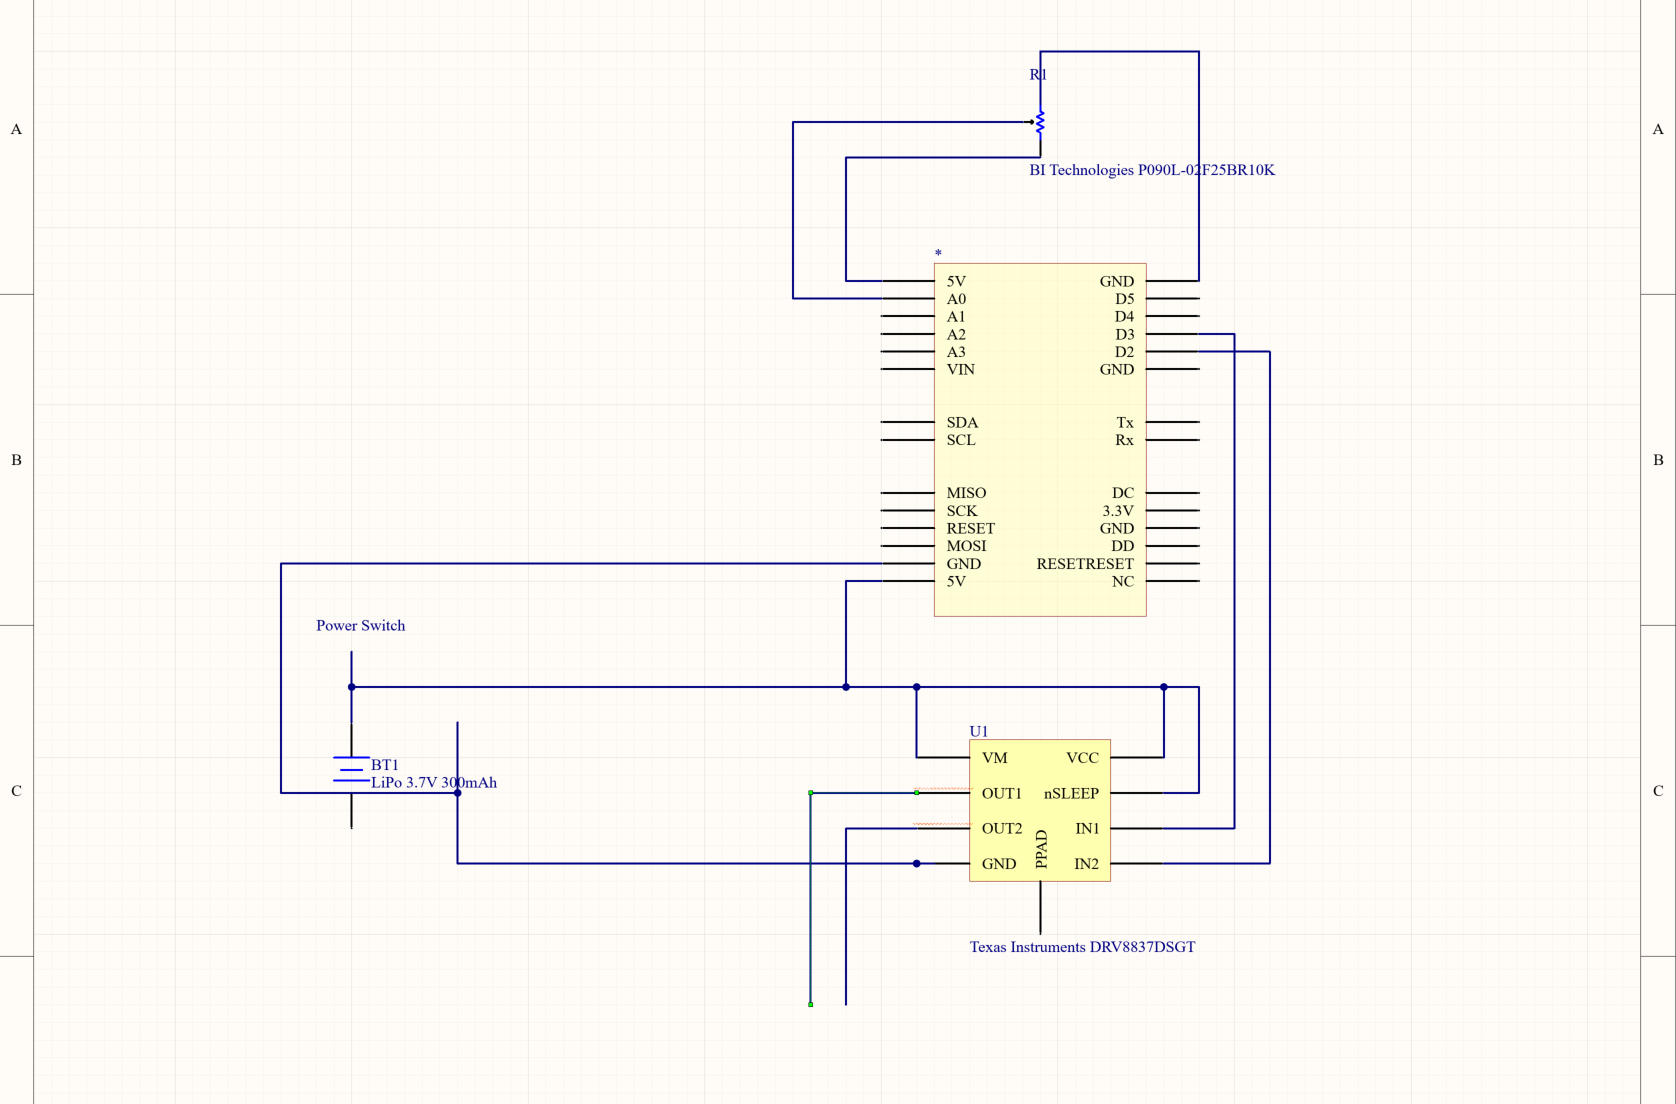 A
A
R1
BI Technologies P090L-02F25BR10K
*
5V
GND
A0
D5
A1
D4
A2
D3
A3
D2
VIN
GND
SDA
Tx
SCL
Rx
B
B
MISO
DC
SCK
3.3V
RESET
GND
MOSI
DD
GND
RESETRESET
5V
NC
Power Switch
U1
VM
VCC
BT1
LiPo 3.7V 300mAh
C
C
OUT1
nSLEEP
OUT2
IN1
PPAD
GND
IN2
Texas Instruments DRV8837DSGT